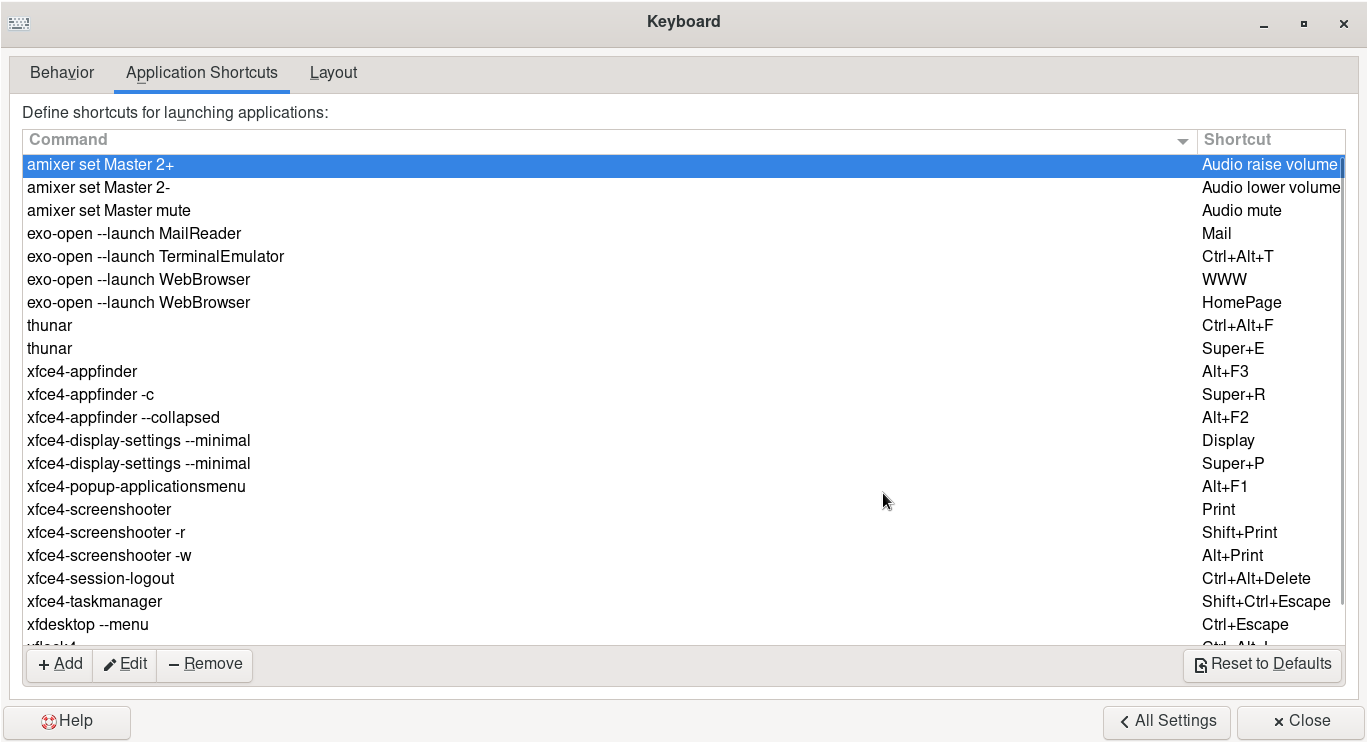 Keyboard
Behavior Application Shortcuts Layout
Define shortcuts for launching applications:
Command Shortcut
amixer set Master 2+ Audio raise volume
amixer set Master 2- Audio lower volume
amixer set Master mute Audio mute
exo-open --launch MailReader Mail
exo-open --launch TerminalEmulator Ctrl+Alt+T
exo-open --launch WebBrowser WWW
exo-open --launch WebBrowser HomePage
thunar Ctrl+Alt+F
thunar Super+E
xfce4-appfinder Alt+F3
xfce4-appfinder -c Super+R
xfce4-appfinder --collapsed Alt+F2
xfce4-display-settings --minimal Display
xfce4-display-settings --minimal Super+P
xfce4-popup-applicationsmenu Alt+F1
xfce4-screenshooter Print
xfce4-screenshooter -r Shift+Print
xfce4-screenshooter -w Alt+Print
xfce4-session-logout Ctrl+Alt+Delete
xfce4-taskmanager Shift+Ctrl+Escape
xfdesktop --menu Ctrl+Escape
Add Edit Remove Reset to Defaults
Help All Settings Close